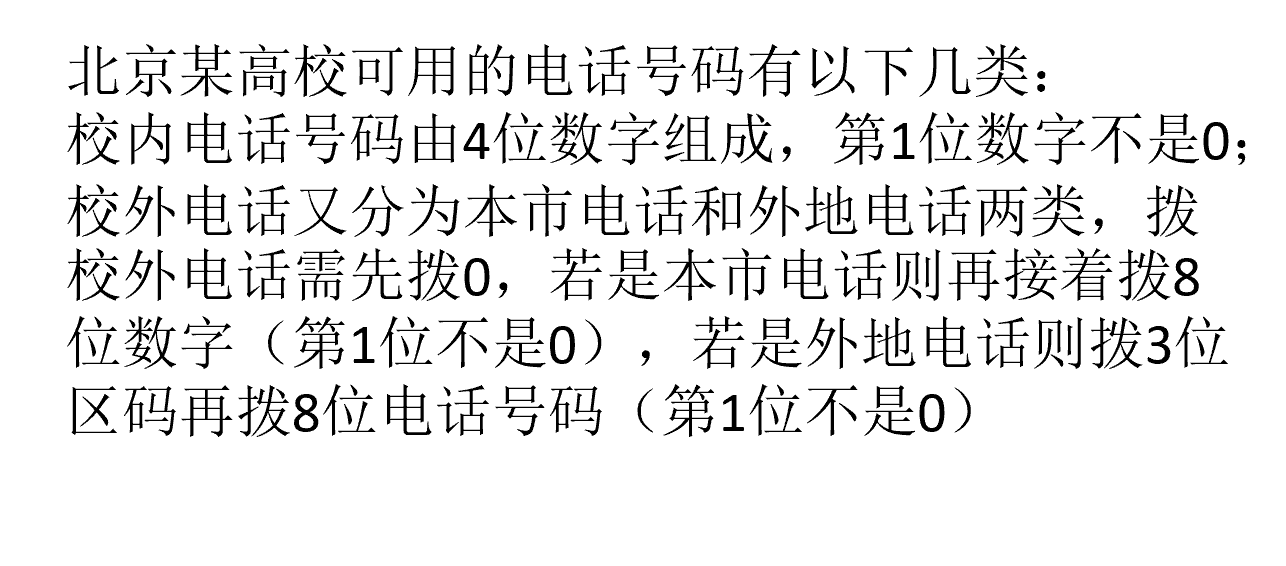 北京某高校可用的电话号码有以下几类：
校内电话号码由4位数字组成，第1位数字不是0；
校外电话又分为本市电话和外地电话两类，拨
校外电话需先拨0，若是本市电话则再接着拨8
位数字（第1位不是0），若是外地电话则拨3位
区码再拨8位电话号码（第1位不是0）